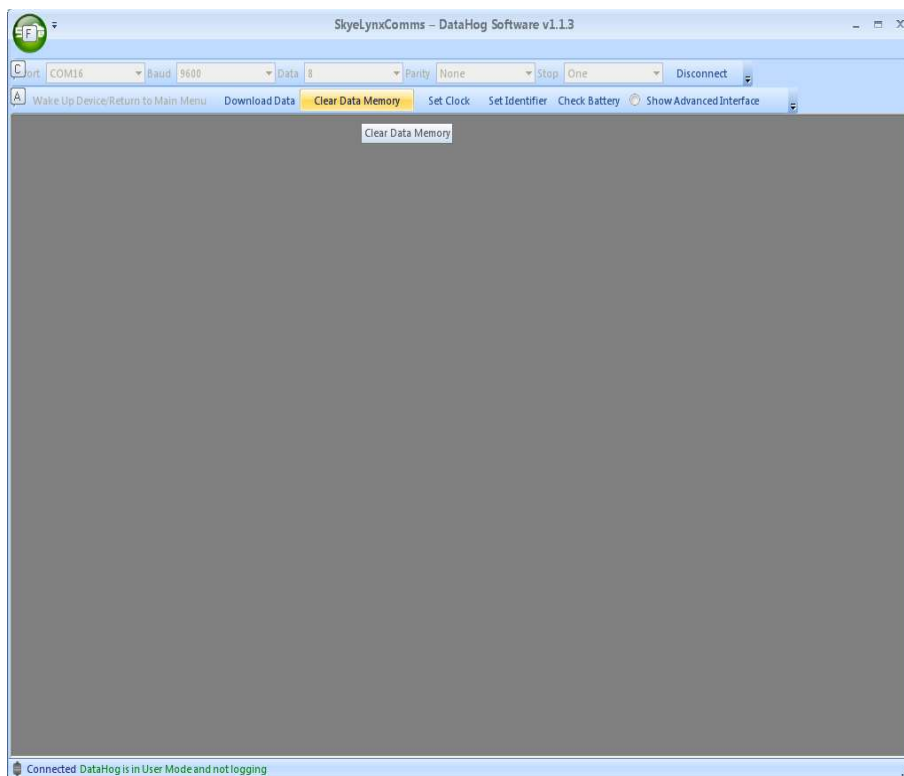 F
SkyeLynxComms – DataHog Software v1.1.3
C ort COM16 Baud 9600 Data 8 Parity None Stop One Disconnect
A Wake Up Device/Return to Main Menu Download Data Clear Data Memory Set Clock Set Identifier Check Battery Show Advanced Interface
Clear Data Memory
Connected DataHog is in User Mode and not logging